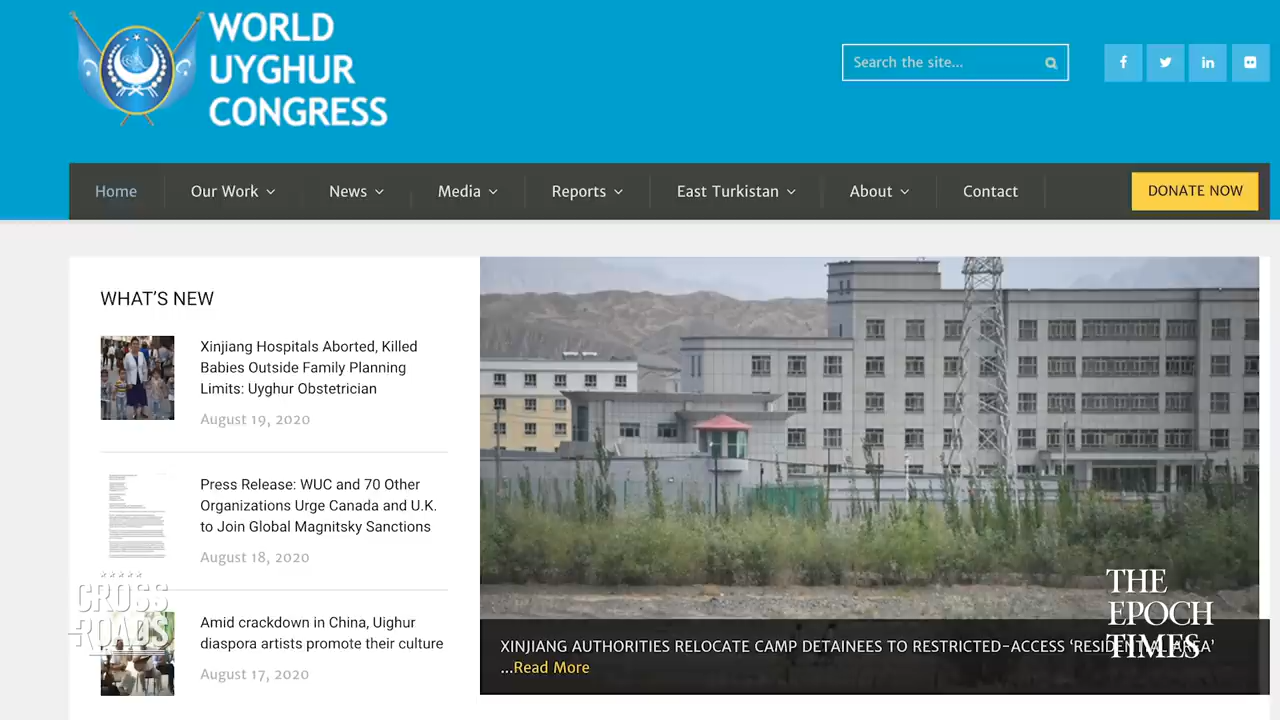 WORLD
UYGHUR
CONGRESS
Search the site...
Home
Our Work
News
Media
Reports
East Turkistan
About
Contact
DONATE NOW
WHAT'S NEW
Xinjiang Hospitals Aborted, Killed
Babies Outside Family Planning
Limits: Uyghur Obstetrician
August 19, 2020
Press Release: WUC and 70 Other
Organizations Urge Canada and U.K.
to Join Global Magnitsky Sanctions
August 18, 2020
Amid crackdown in China, Uighur
diaspora artists promote their culture
August 17, 2020
XINJIANG AUTHORITIES RELOCATE CAMP DETAINEES TO RESTRICTED-ACCESS ‘RESIDENTIAL AREA’
...Read More
CROSS
ROADS
THE
EPOCH
TIMES